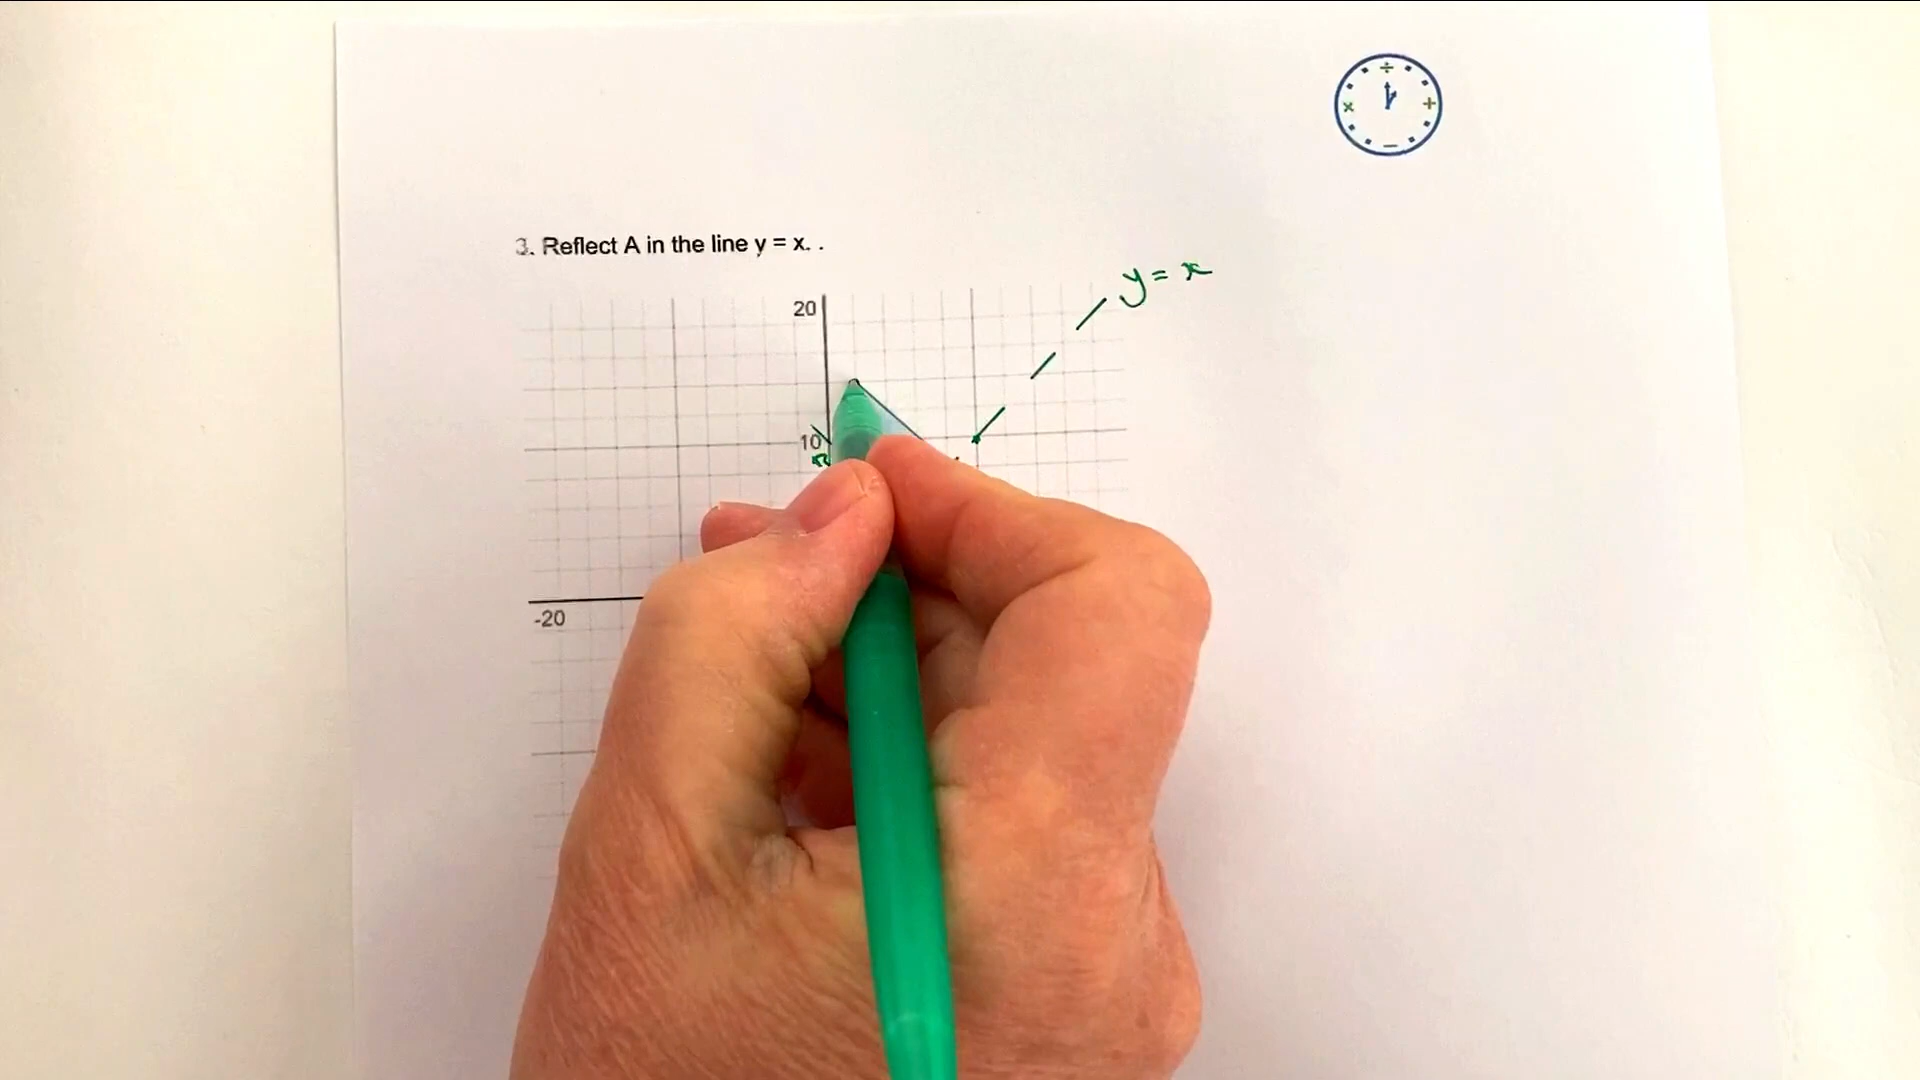 3. Reflect A in the line y = x. .
y = x
20
10
-20